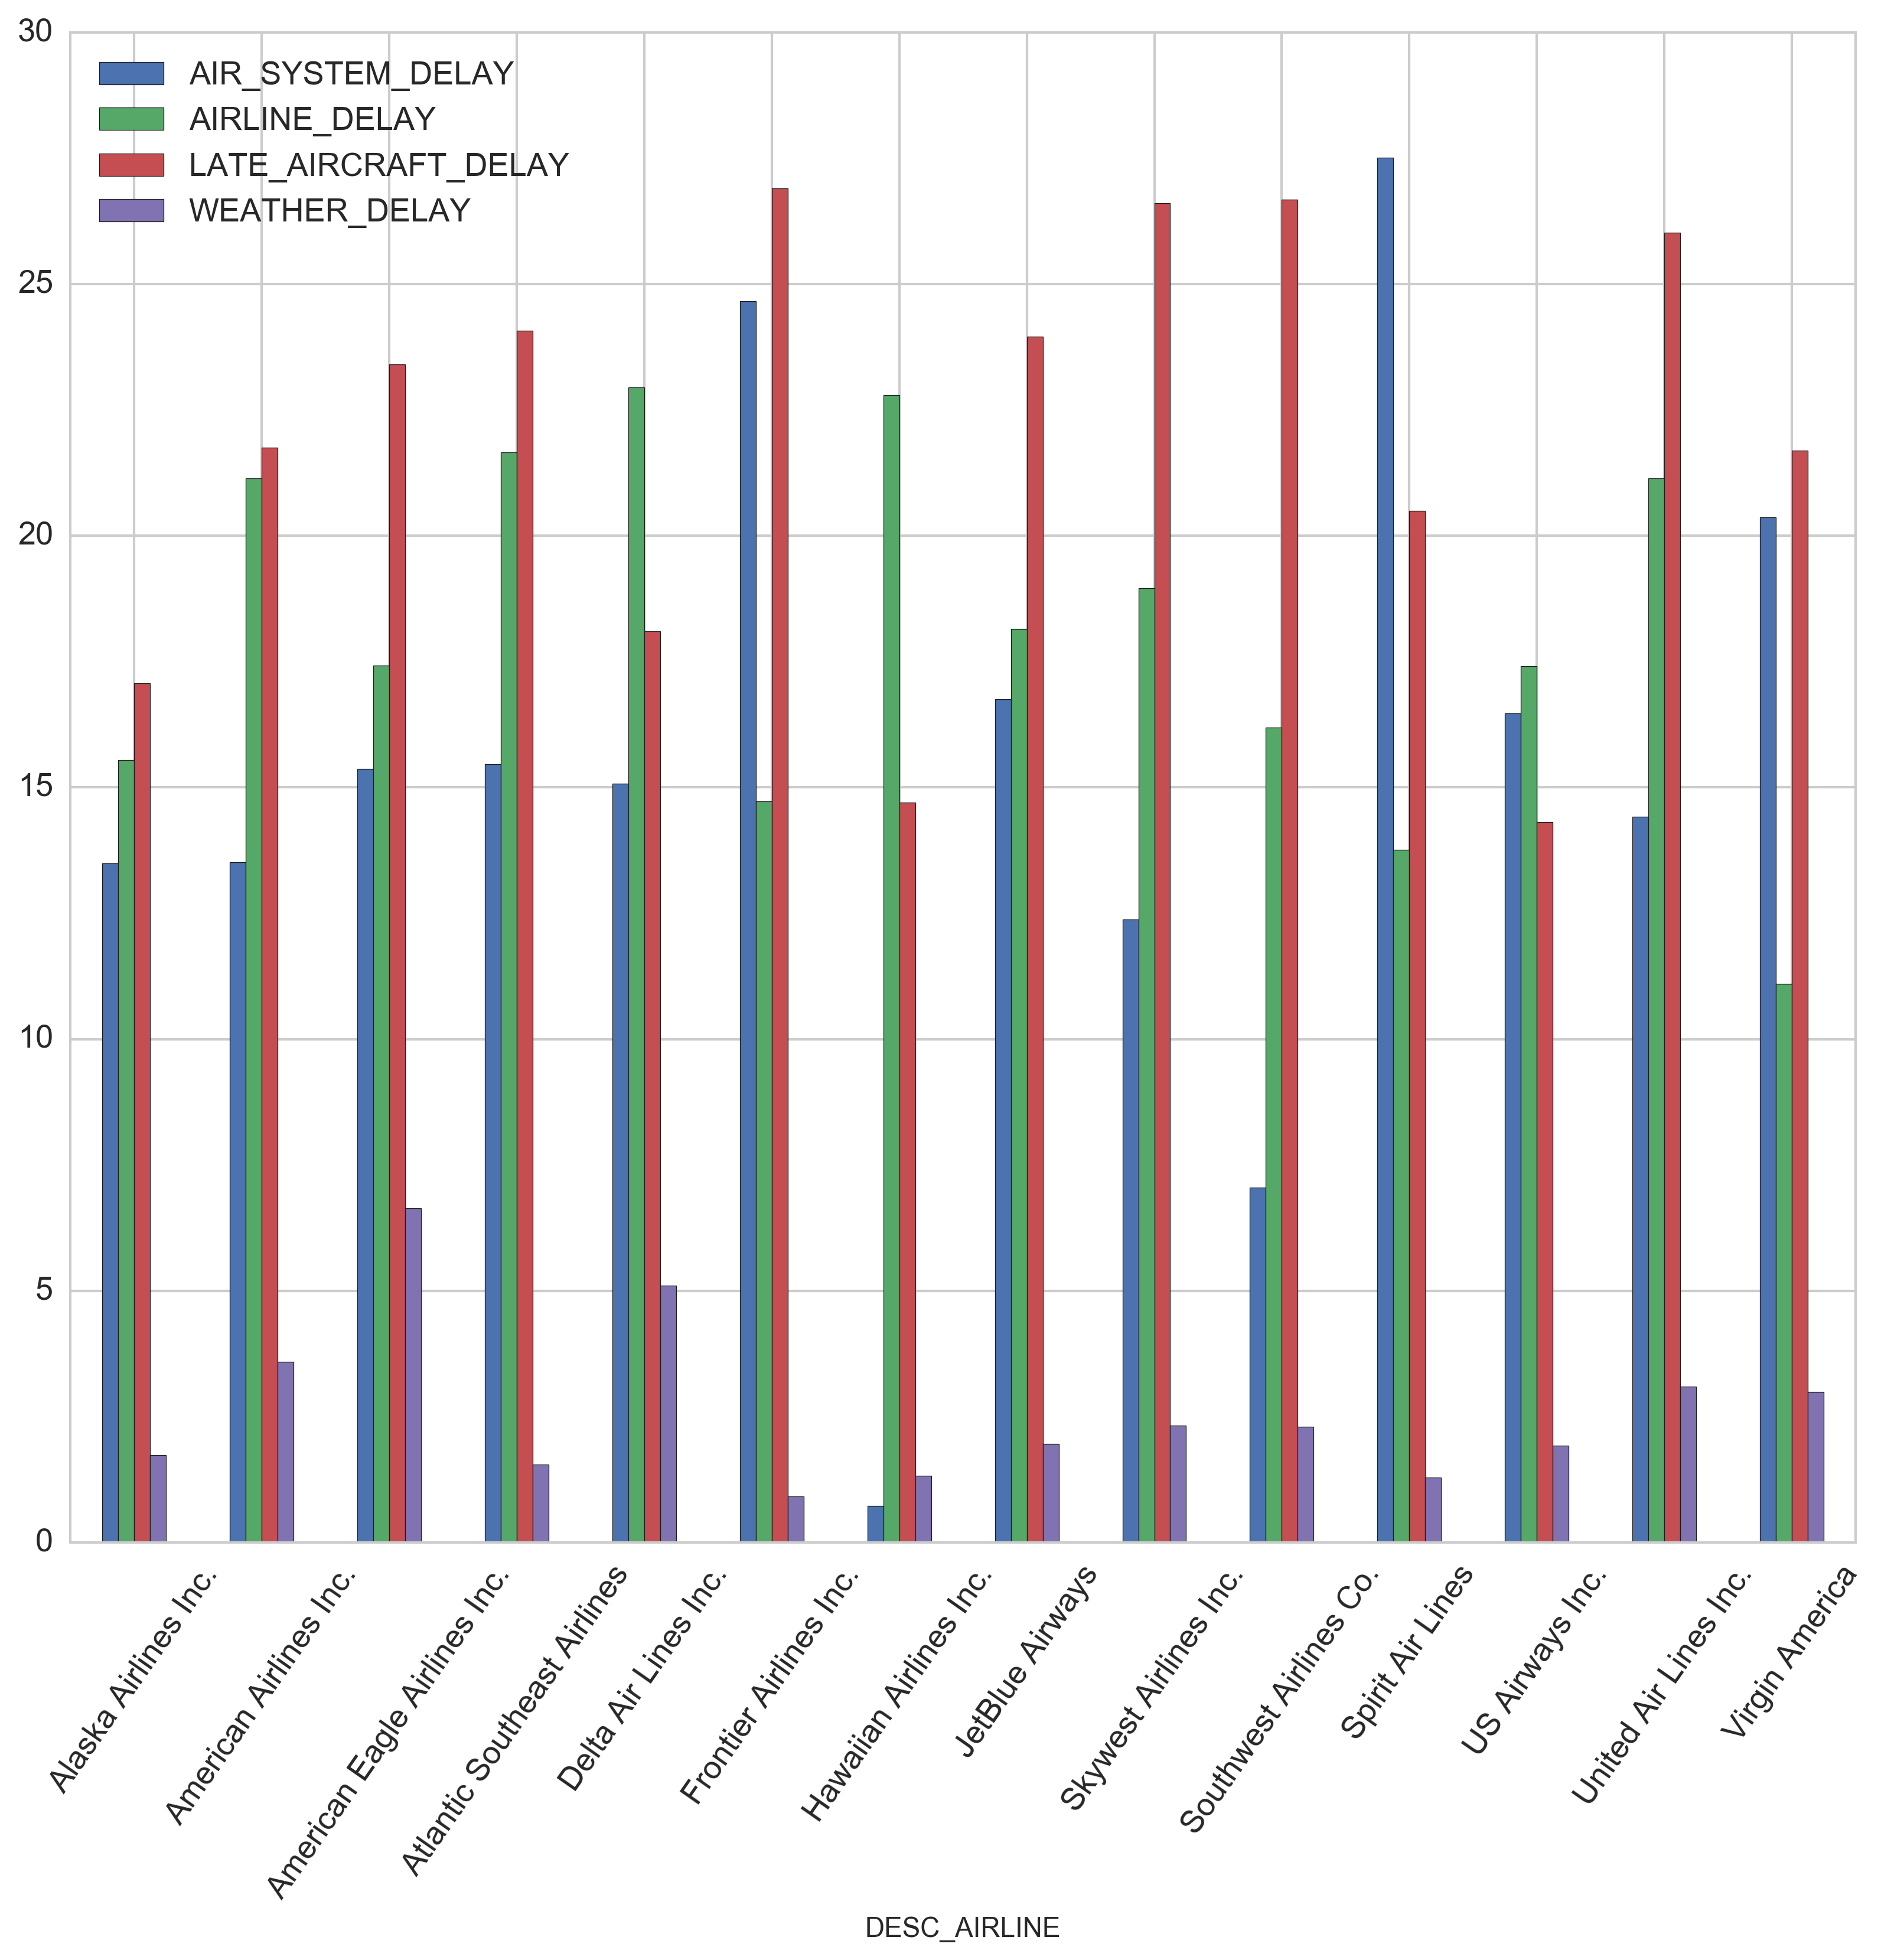 30
25
20
15
10
5
0
AIR_SYSTEM_DELAY
AIRLINE_DELAY
LATE_AIRCRAFT_DELAY
WEATHER_DELAY
Alaska Airlines Inc.
American Airlines Inc.
American Eagle Airlines Inc.
Atlantic Southeast Airlines
Delta Air Lines Inc.
Frontier Airlines Inc.
Hawaiian Airlines Inc.
JetBlue Airways
Skywest Airlines Inc.
Southwest Airlines Co.
Spirit Air Lines
US Airways Inc.
United Air Lines Inc.
Virgin America
DESC_AIRLINE